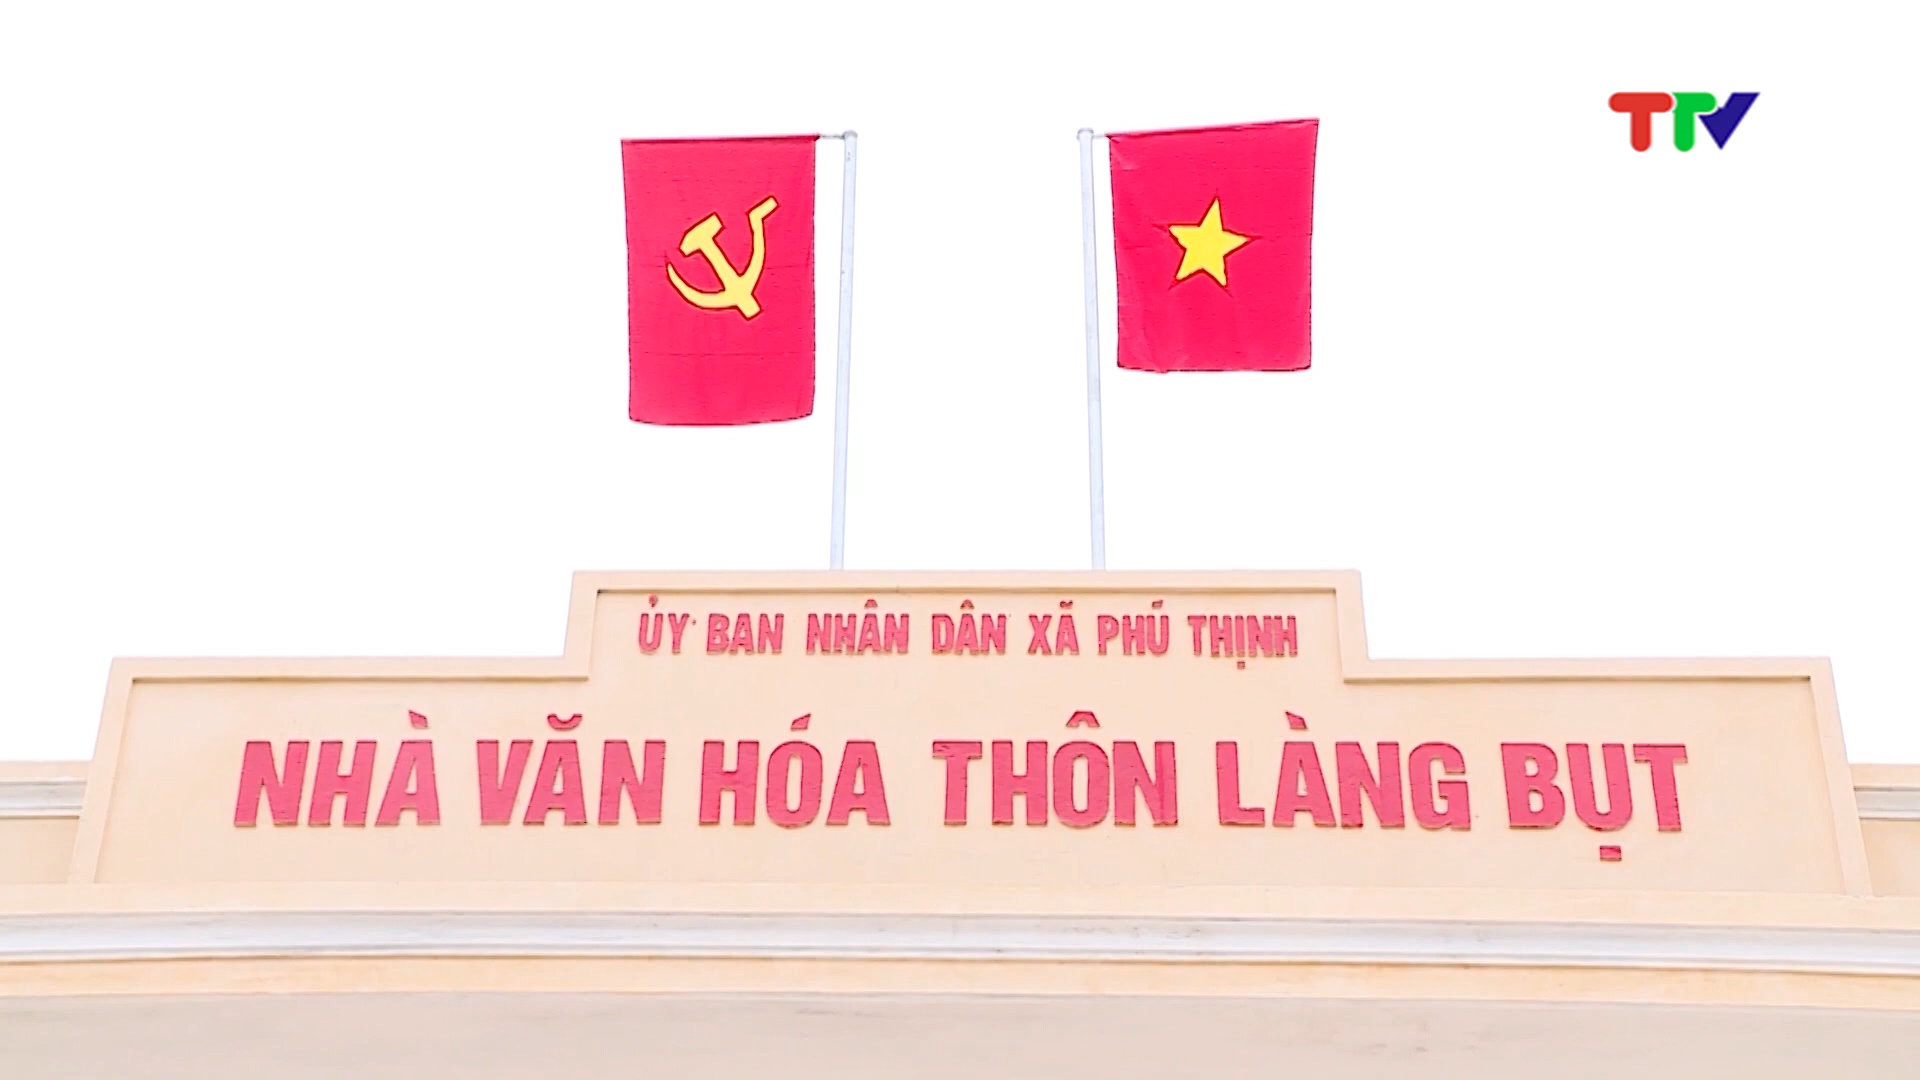 TTV
ỦY BAN NHÂN DÂN XÃ PHÚ THỊNH
NHÀ VĂN HÓA THÔN LÀNG BỤT